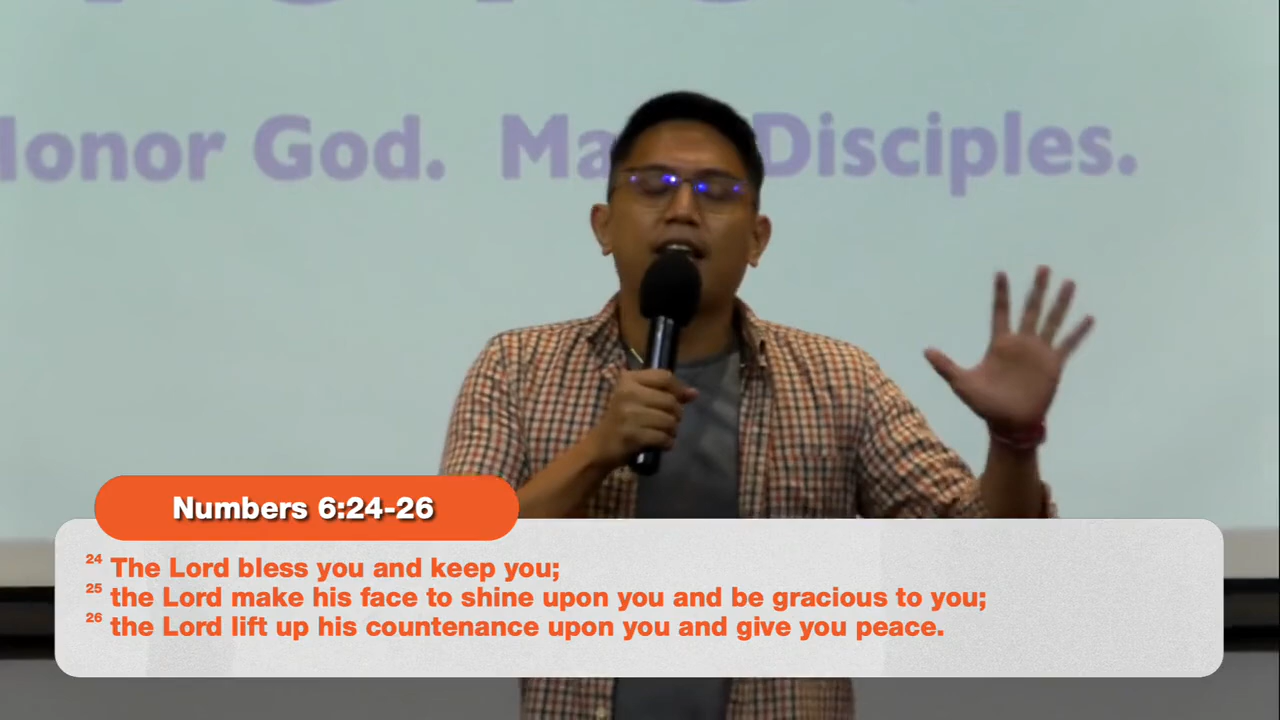 Honor God. Make Disciples.
Numbers 6:24-26
24 The Lord bless you and keep you;
25 the Lord make his face to shine upon you and be gracious to you;
26 the Lord lift up his countenance upon you and give you peace.